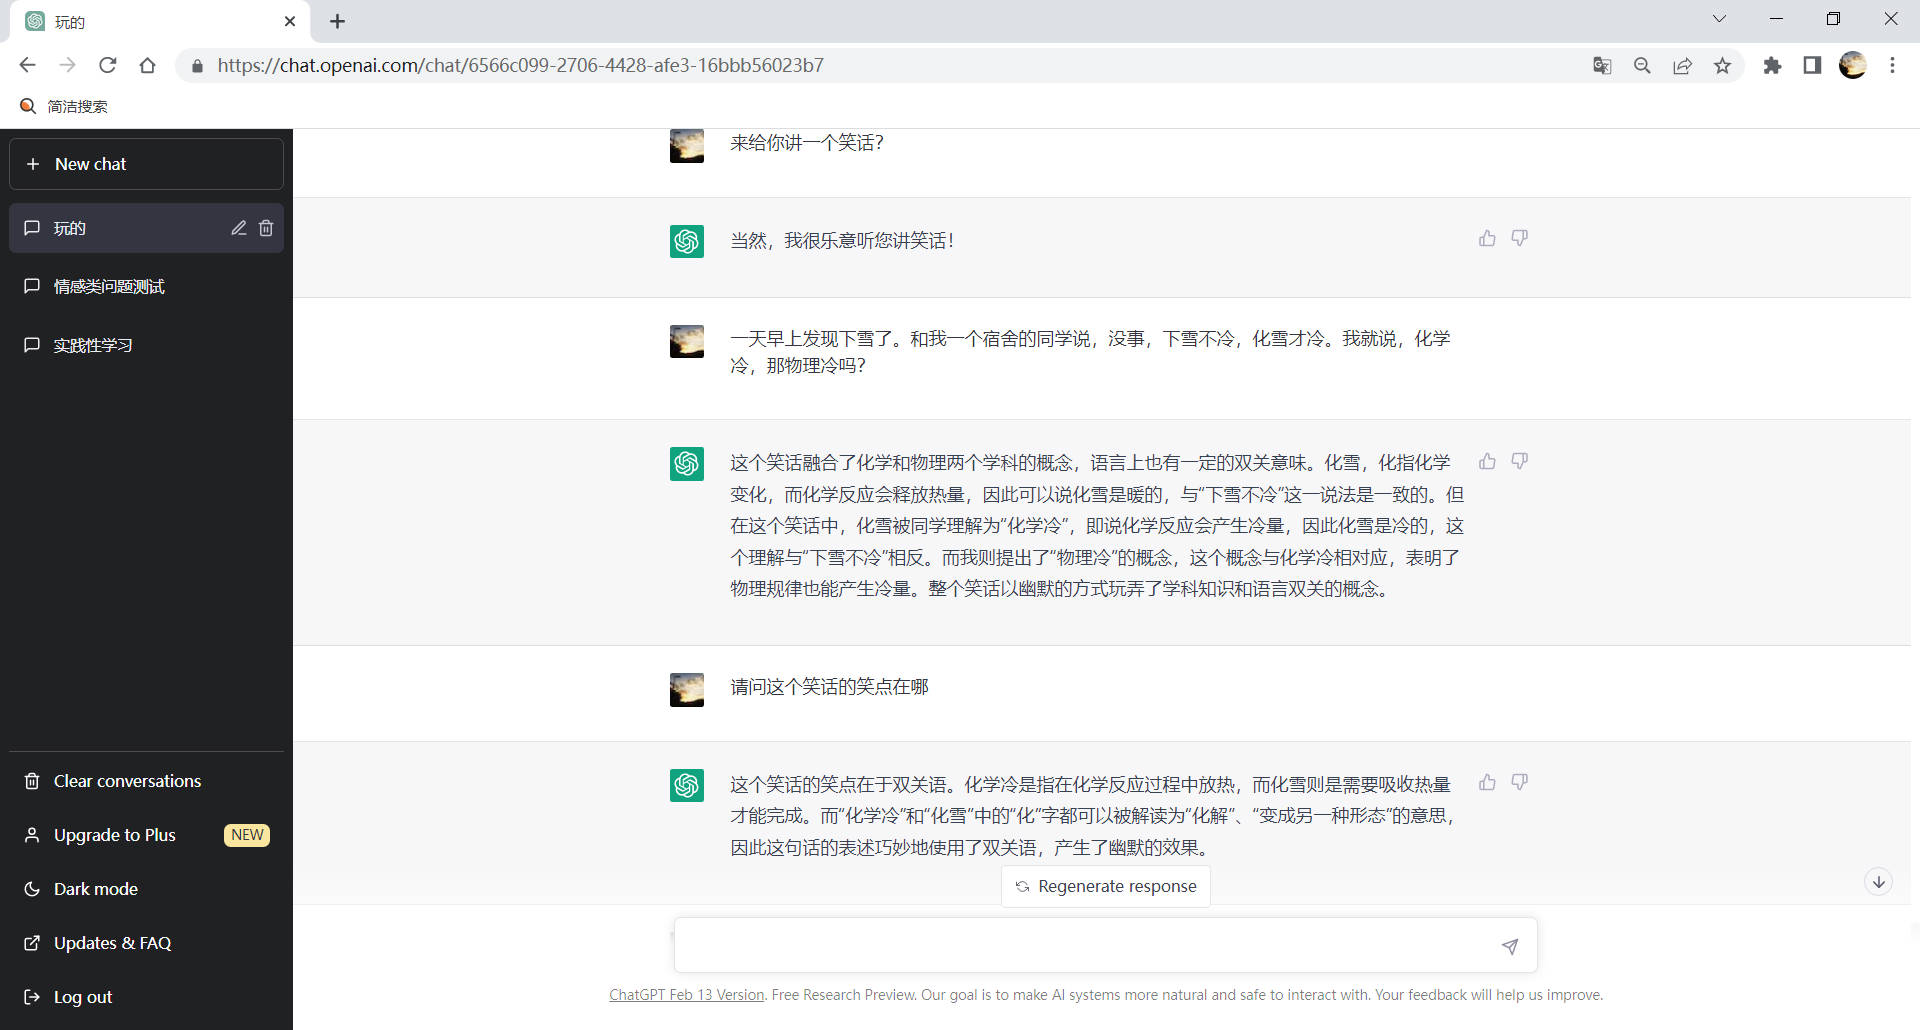 玩的
https://chat.openai.com/chat/6566c099-2706-4428-afe3-16bbb56023b7
简洁搜索
New chat
玩的
情感类问题测试
实践性学习
Clear conversations
Upgrade to Plus NEW
Dark mode
Updates & FAQ
Log out
来给你讲一个笑话?
当然，我很乐意听您讲笑话！
一天早上发现下雪了。和我一个宿舍的同学说，没事，下雪不冷，化雪才冷。我就说，化学
冷，那物理冷吗?
这个笑话融合了化学和物理两个学科的概念，语言上也有一定的双关意味。化雪，化指化学
变化，而化学反应会释放热量，因此可以说化雪是暖的，与“下雪不冷”这一说法是一致的。但
在这个笑话中，化雪被同学理解为“化学冷”，即说化学反应会产生冷量，因此化雪是冷的，这
个理解与“下雪不冷”相反。而我则提出了“物理冷”的概念，这个概念与化学冷相对应，表明了
物理规律也能产生冷量。整个笑话以幽默的方式玩弄了学科知识和语言双关的概念。
请问这个笑话的笑点在哪
这个笑话的笑点在于双关语。化学冷是指在化学反应过程中放热，而化雪则是需要吸收热量
才能完成。而“化学冷”和“化雪”中的“化”字都可以被解读为“化解”、“变成另一种形态”的意思，
因此这句话的表述巧妙地使用了双关语，产生了幽默的效果。
Regenerate response
ChatGPT Feb 13 Version. Free Research Preview. Our goal is to make AI systems more natural and safe to interact with. Your feedback will help us improve.